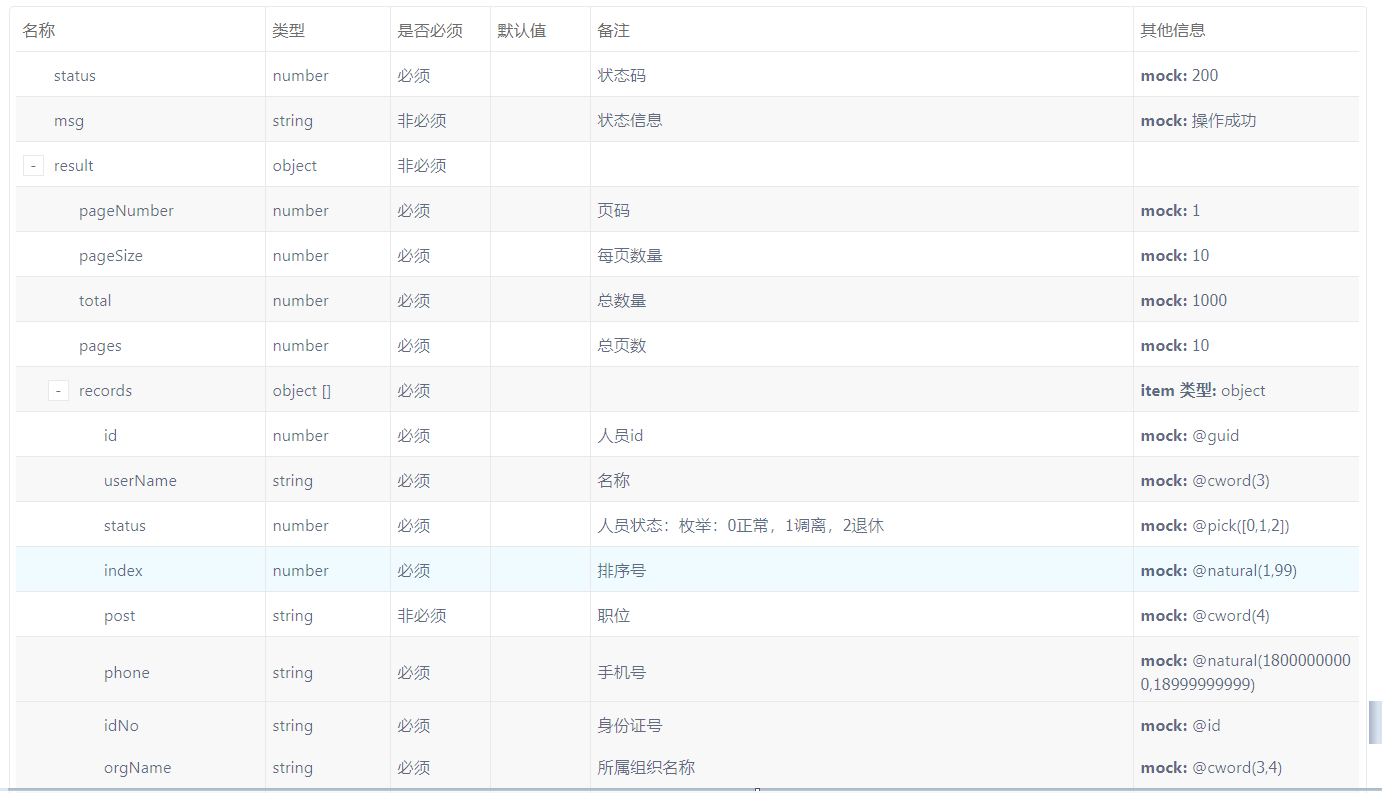 名称 类型 是否必须 默认值 备注 其他信息
status number 必须 状态码 mock: 200
msg string 非必须 状态信息 mock: 操作成功
- result object 非必须
pageNumber number 必须 页码 mock: 1
pageSize number 必须 每页数量 mock: 10
total number 必须 总数量 mock: 1000
pages number 必须 总页数 mock: 10
- records object [] 必须 item 类型: object
id number 必须 人员id mock: @guid
userName string 必须 名称 mock: @cword(3)
status number 必须 人员状态：枚举：0正常，1调离，2退休 mock: @pick([0,1,2])
index number 必须 排序号 mock: @natural(1,99)
post string 非必须 职位 mock: @cword(4)
phone string 必须 手机号 mock: @natural(1800000000
0,18999999999)
idNo string 必须 身份证号 mock: @id
orgName string 必须 所属组织名称 mock: @cword(3,4)